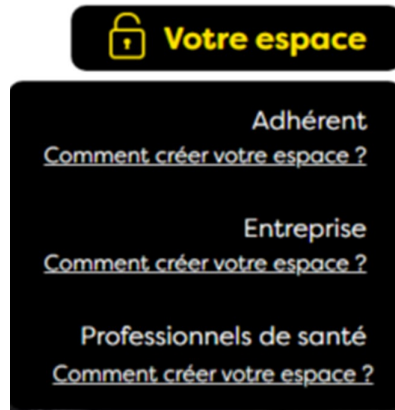 Votre espace
Adhérent
Comment créer votre espace ?
Entreprise
Comment créer votre espace ?
Professionnels de santé
Comment créer votre espace ?